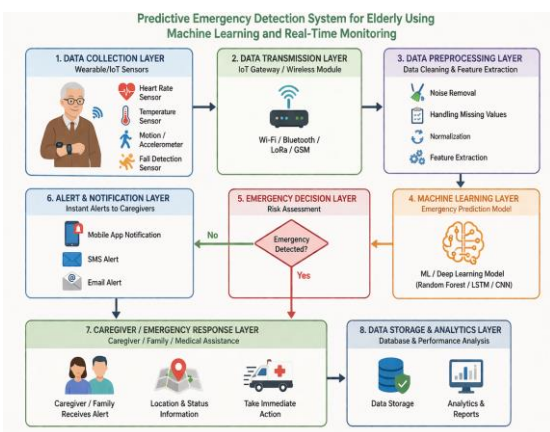 Predictive Emergency Detection System for Elderly Using
Machine Learning and Real-Time Monitoring
1. DATA COLLECTION LAYER
Wearable/IoT Sensors
Heart Rate
Sensor
Temperature
Sensor
Motion /
Accelerometer
Fall Detection
Sensor
2. DATA TRANSMISSION LAYER
IoT Gateway / Wireless Module
Wi-Fi / Bluetooth /
LoRa / GSM
3. DATA PREPROCESSING LAYER
Data Cleaning & Feature Extraction
Noise Removal
Handling Missing Values
Normalization
Feature Extraction
6. ALERT & NOTIFICATION LAYER
Instant Alerts to Caregivers
Mobile App Notification
SMS Alert
Email Alert
No
5. EMERGENCY DECISION LAYER
Risk Assessment
Emergency
Detected?
Yes
4. MACHINE LEARNING LAYER
Emergency Prediction Model
ML / Deep Learning Model
(Random Forest / LSTM / CNN)
7. CAREGIVER / EMERGENCY RESPONSE LAYER
Caregiver / Family / Medical Assistance
Caregiver / Family
Receives Alert
Location & Status
Information
Take Immediate
Action
8. DATA STORAGE & ANALYTICS LAYER
Database & Performance Analysis
Data Storage
Analytics &
Reports